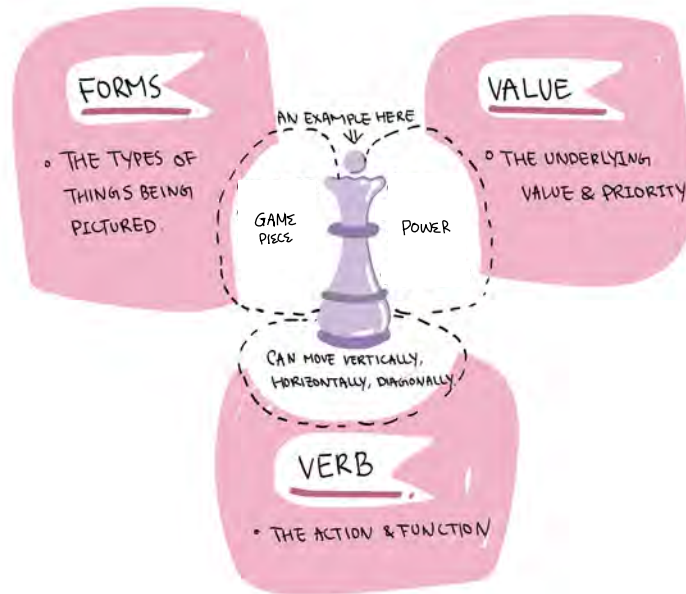 FORMS
THE TYPES OF
THINGS BEING
PICTURED
VALUE
THE UNDERLYING
VALUE & PRIORITY
AN EXAMPLE HERE
GAME
PIECE
POWER
CAN MOVE VERTICALLY,
HORIZONTALLY, DIAGONALLY.
VERB
THE ACTION & FUNCTION